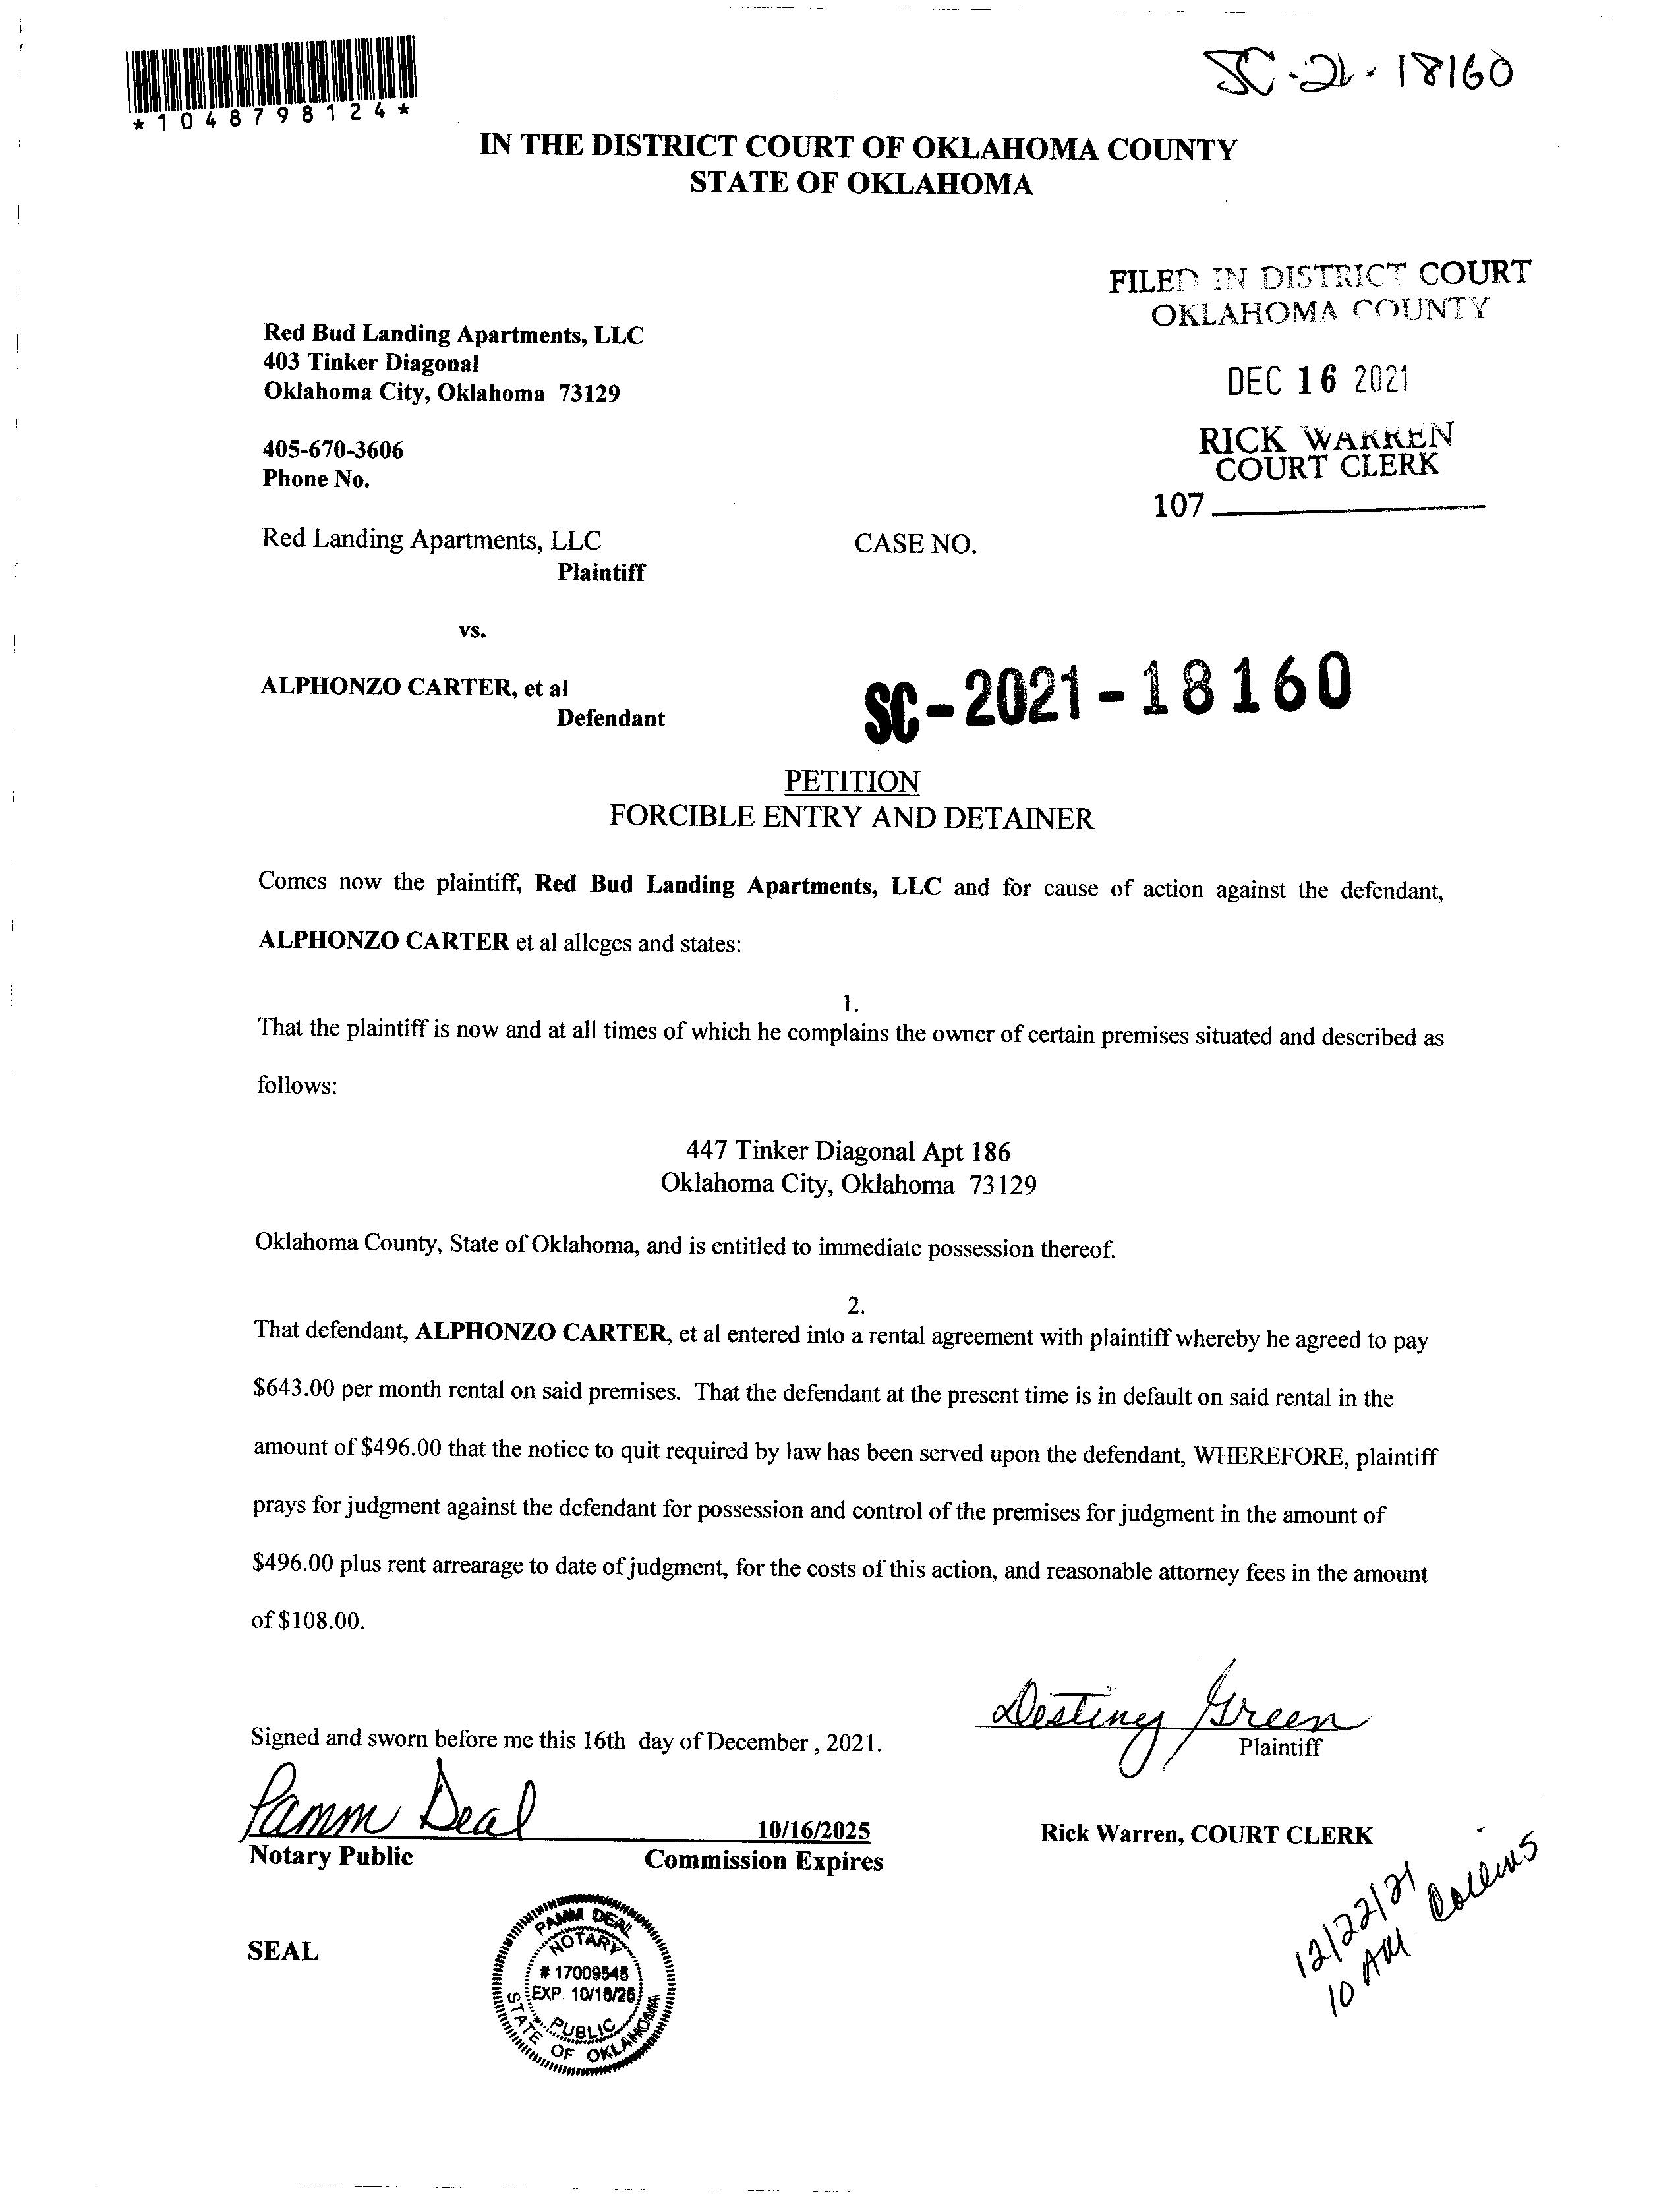 SC-21-18160
*1048798124*
IN THE DISTRICT COURT OF OKLAHOMA COUNTY
STATE OF OKLAHOMA
FILED IN DISTRICT COURT
OKLAHOMA COUNTY
DEC 16 2021
RICK WARREN
COURT CLERK
107
Red Bud Landing Apartments, LLC
403 Tinker Diagonal
Oklahoma City, Oklahoma 73129
405-670-3606
Phone No.
Red Landing Apartments, LLC
CASE NO.
Plaintiff
vs.
ALPHONZO CARTER, et al
Defendant
SC-2021-18160
PETITION
FORCIBLE ENTRY AND DETAINER
Comes now the plaintiff, Red Bud Landing Apartments, LLC and for cause of action against the defendant,
ALPHONZO CARTER et al alleges and states:
1.
That the plaintiff is now and at all times of which he complains the owner of certain premises situated and described as
follows:
447 Tinker Diagonal Apt 186
Oklahoma City, Oklahoma 73129
Oklahoma County, State of Oklahoma, and is entitled to immediate possession thereof.
2.
That defendant, ALPHONZO CARTER, et al entered into a rental agreement with plaintiff whereby he agreed to pay
$643.00 per month rental on said premises. That the defendant at the present time is in default on said rental in the
amount of $496.00 that the notice to quit required by law has been served upon the defendant, WHEREFORE, plaintiff
prays for judgment against the defendant for possession and control of the premises for judgment in the amount of
$496.00 plus rent arrearage to date of judgment, for the costs of this action, and reasonable attorney fees in the amount
of $108.00.
Destiny Green
Plaintiff
Signed and sworn before me this 16th day of December , 2021.
Pamm Deal
10/16/2025
Notary Public
Commission Expires
Rick Warren, COURT CLERK
12/22/21
10 AM Collins
SEAL
PAMM DEAL
NOTARY
# 17009545
EXP. 10/16/25
PUBLIC
STATE OF OKLAHOMA